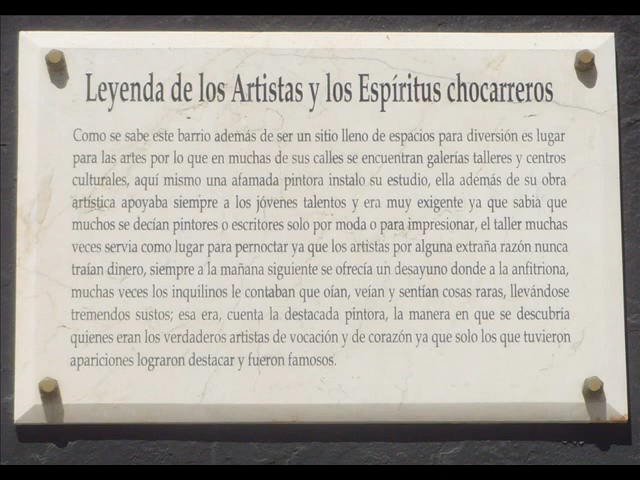 Leyenda de los Artistas y los Espíritus chocarreros
Como se sabe este barrio además de ser un sitio lleno de espacios para diversión es lugar
para las artes por lo que en muchas de sus calles se encuentran galerías talleres y centros
culturales, aquí mismo una afamada pintora instalo su estudio, ella además de su obra
artística apoyaba siempre a los jóvenes talentos y era muy exigente ya que sabia que
muchos se decían pintores o escritores solo por moda o para impresionar, el taller muchas
veces servia como lugar para pernoctar ya que los artistas por alguna extraña razón nunca
traían dinero, siempre a la mañana siguiente se ofrecía un desayuno donde a la anfitriona,
muchas veces los inquilinos le contaban que oían, veían y sentían cosas raras, llevándose
tremendos sustos; esa era, cuenta la destacada pintora, la manera en que se descubría
quienes eran los verdaderos artistas de vocación y de corazón ya que solo los que tuvieron
apariciones lograron destacar y fueron famosos.